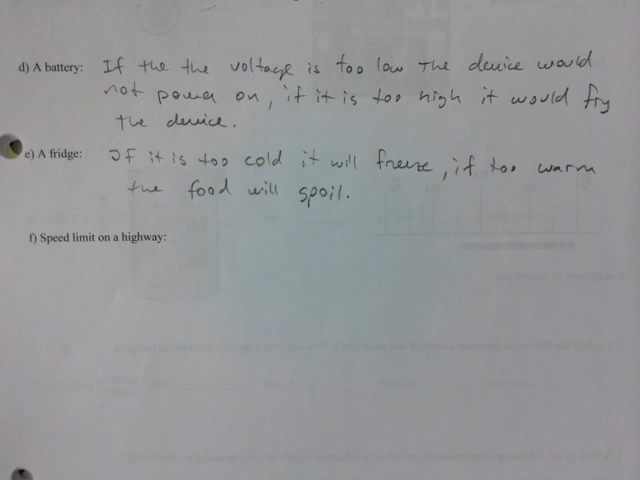 d) A battery: If the the voltage is too low The device would
not power on, if it is too high it would fry
the device.
e) A fridge: If it is too cold it will freeze, if too warm
the food will spoil.
f) Speed limit on a highway: